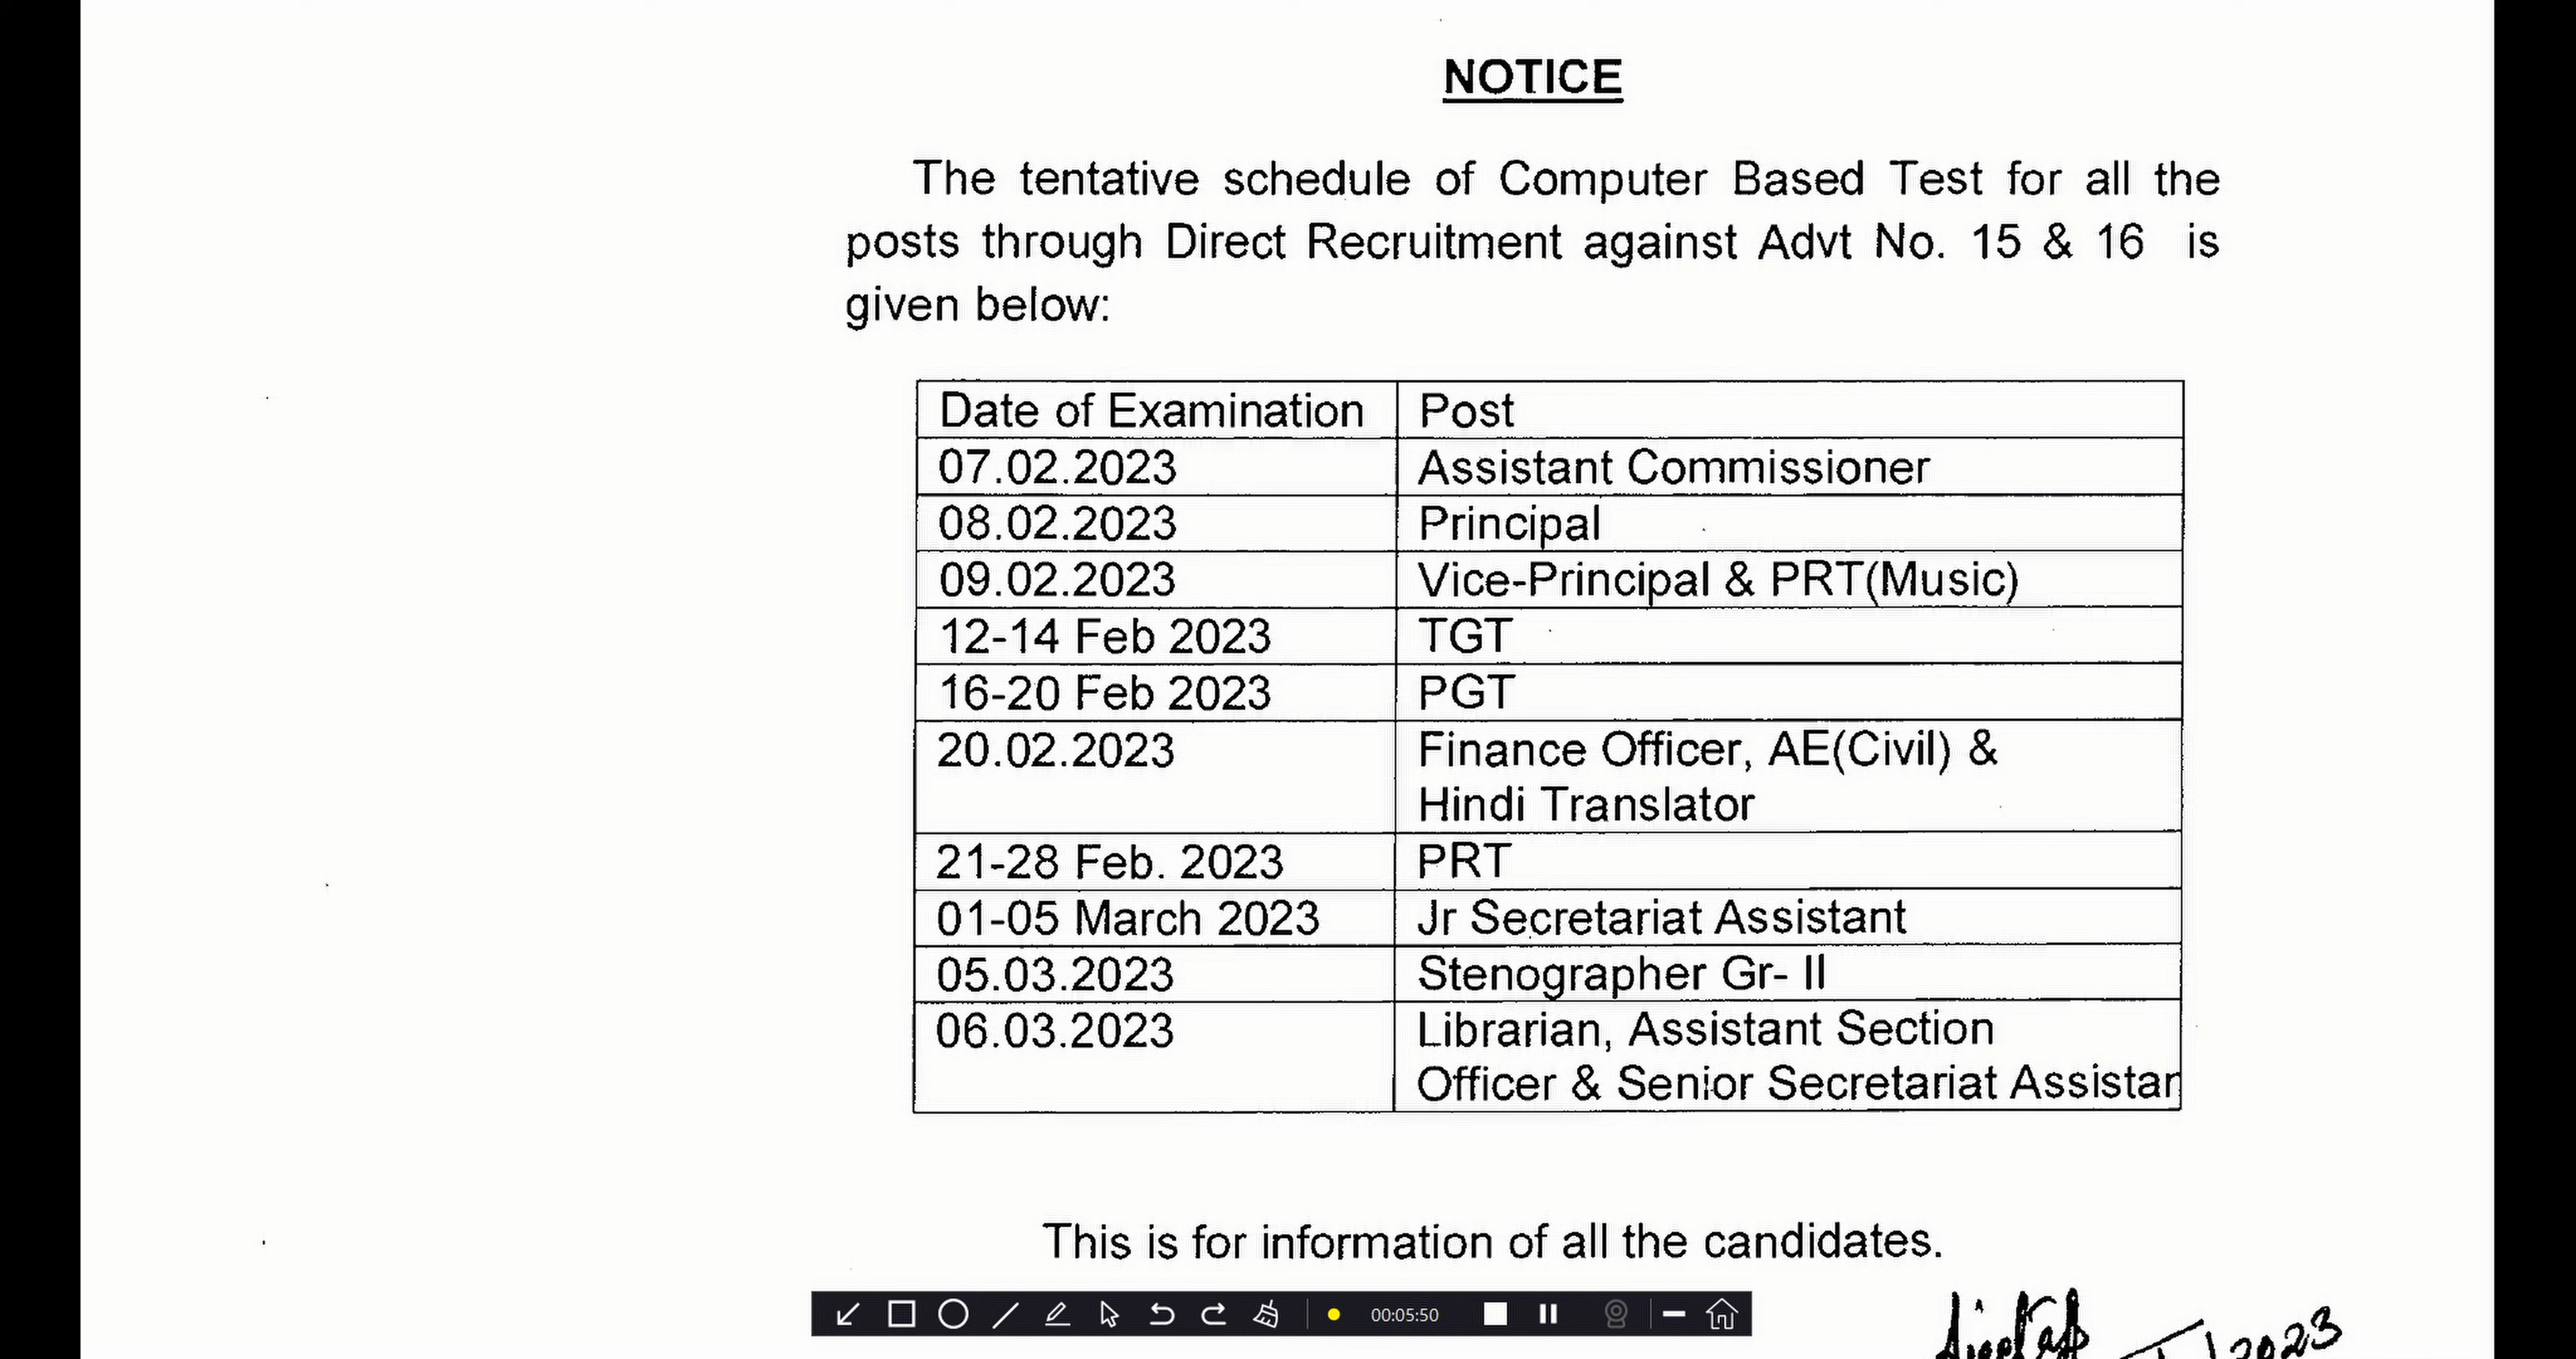 NOTICE
The tentative schedule of Computer Based Test for all the
posts through Direct Recruitment against Advt No. 15 & 16 is
given below:
Date of Examination Post
07.02.2023 Assistant Commissioner
08.02.2023 Principal
09.02.2023 Vice-Principal & PRT(Music)
12-14 Feb 2023 TGT
16-20 Feb 2023 PGT
20.02.2023 Finance Officer, AE(Civil) &
Hindi Translator
21-28 Feb. 2023 PRT
01-05 March 2023 Jr Secretariat Assistant
05.03.2023 Stenographer Gr- II
06.03.2023 Librarian, Assistant Section
Officer & Senior Secretariat Assistan
This is for information of all the candidates.
00:05:50
2023